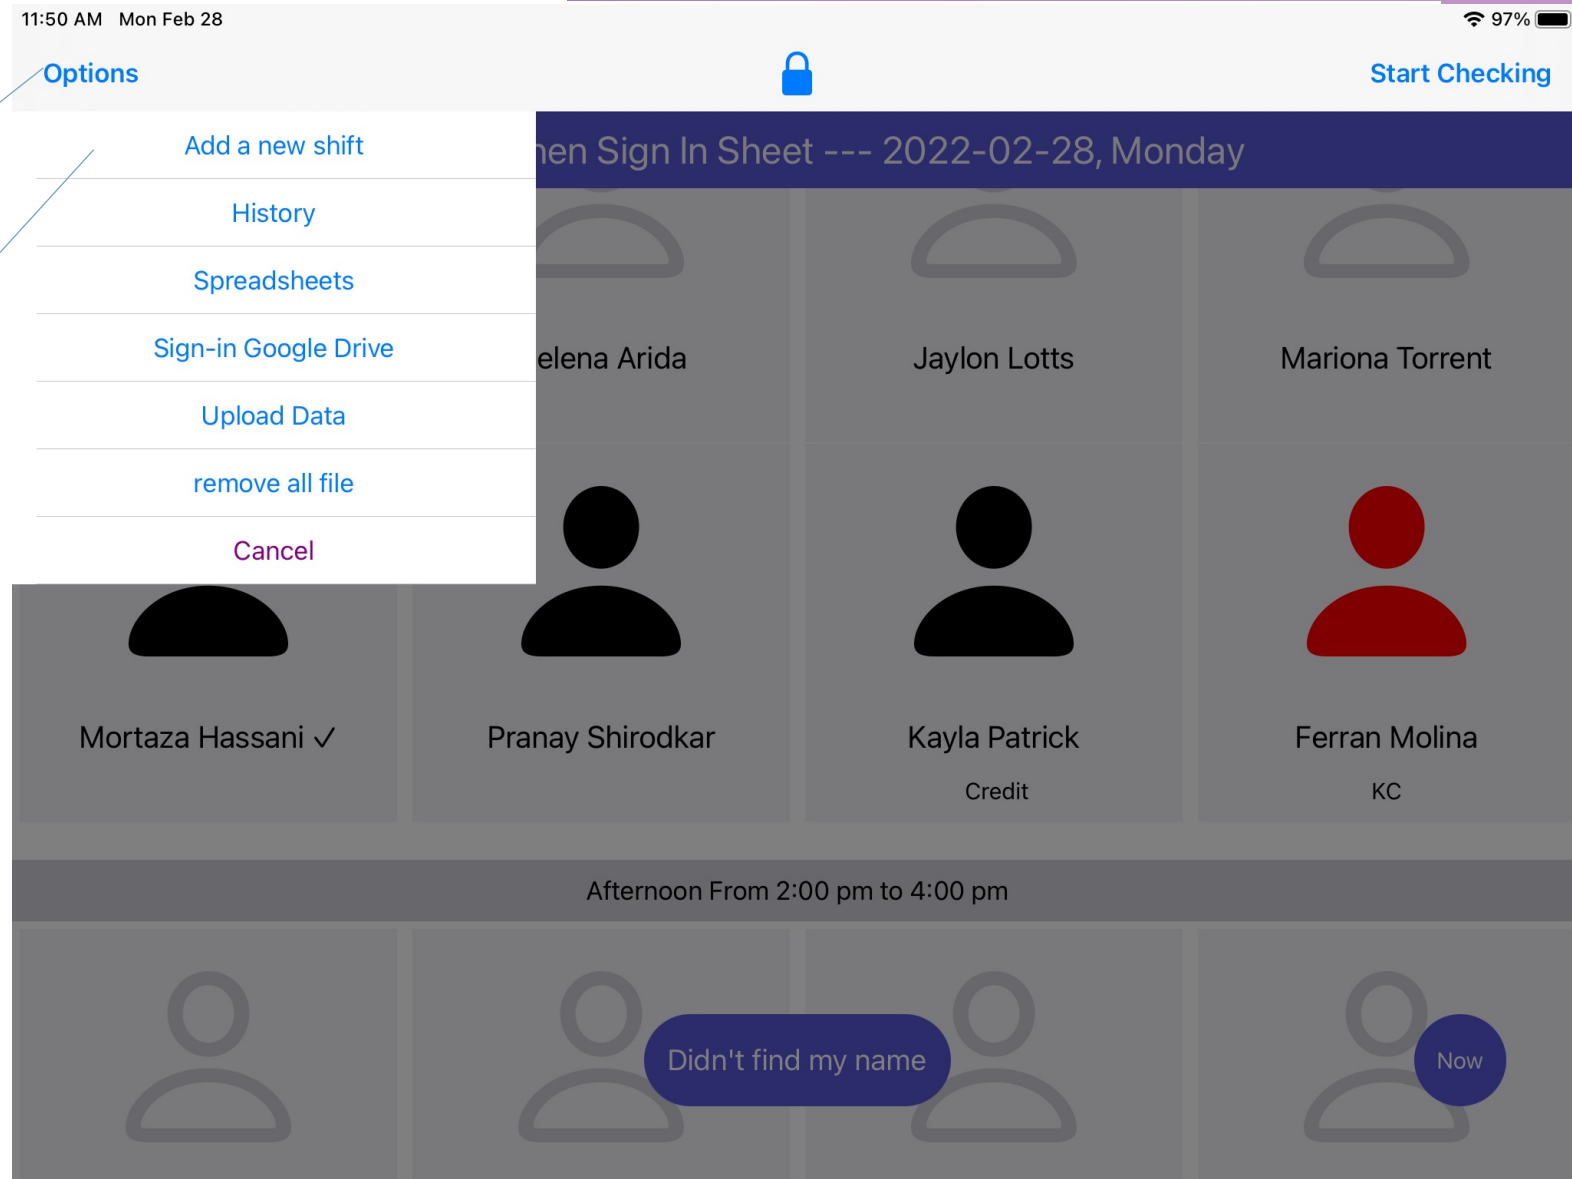 11:50 AM Mon Feb 28 97%
Options Start Checking
Add a new shift
Sign In Sheet --- 2022-02-28, Monday
History
Spreadsheets
Sign-in Google Drive
Arida Jaylon Lotts Mariona Torrent
Upload Data
remove all file
Cancel
Mortaza Hassani ✓ Pranay Shirodkar Kayla Patrick Ferran Molina
Credit KC
Afternoon From 2:00 pm to 4:00 pm
Didn't find my name Now